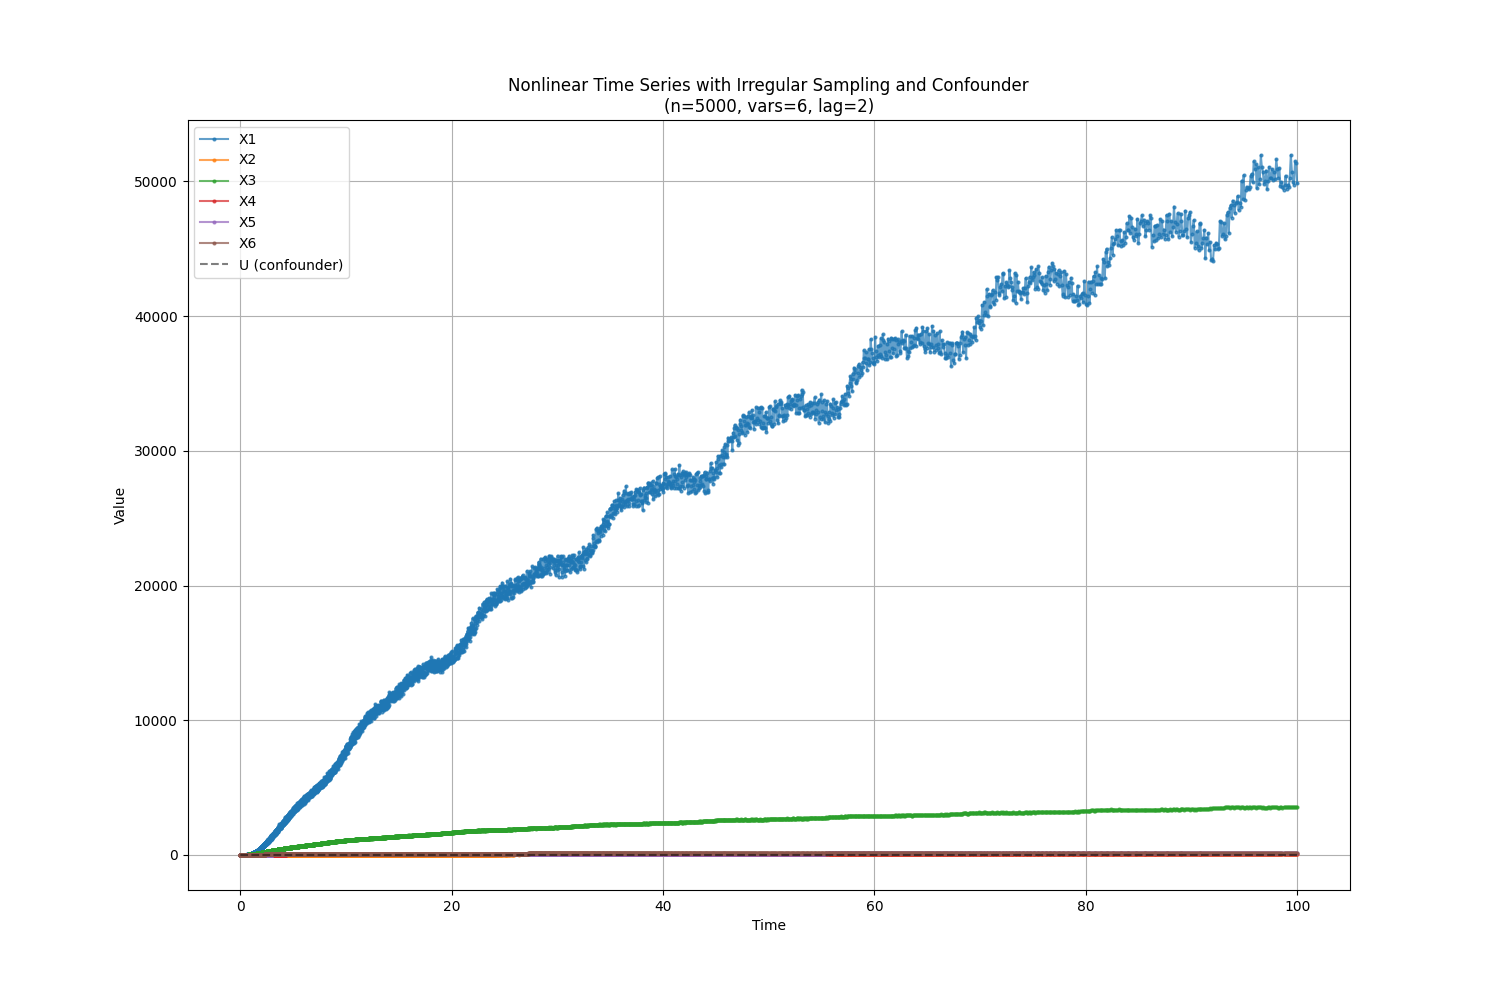 Nonlinear Time Series with Irregular Sampling and Confounder
(n=5000, vars=6, lag=2)
X1
X2
X3
X4
X5
X6
U (confounder)
50000
40000
30000
20000
10000
0
Value
0 20 40 60 80 100
Time